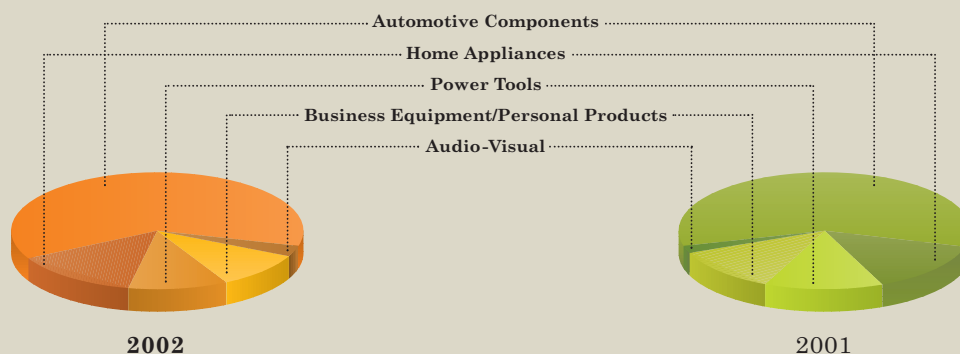 Automotive Components
Home Appliances
Power Tools
Business Equipment/Personal Products
Audio-Visual
2002
2001